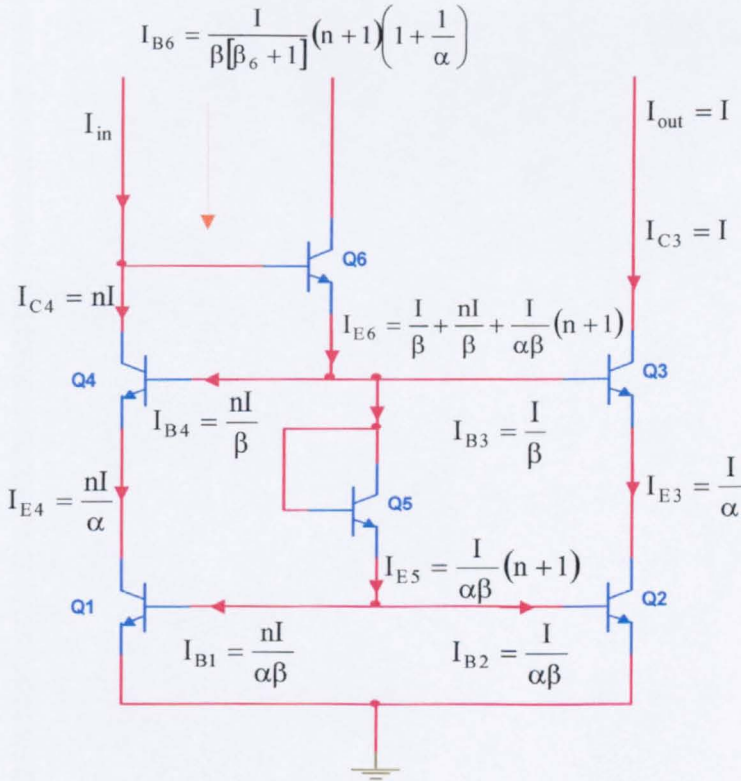 I_B6 = I / β[β_6 + 1] (n + 1)(1 + 1/α)
I_in
I_out = I
I_C3 = I
Q6
I_C4 = nI
I_E6 = I/β + nI/β + I/αβ (n + 1)
Q4
Q3
I_B4 = nI/β
I_B3 = I/β
I_E4 = nI/α
Q5
I_E3 = I/α
I_E5 = I/αβ (n + 1)
Q1
Q2
I_B1 = nI/αβ
I_B2 = I/αβ